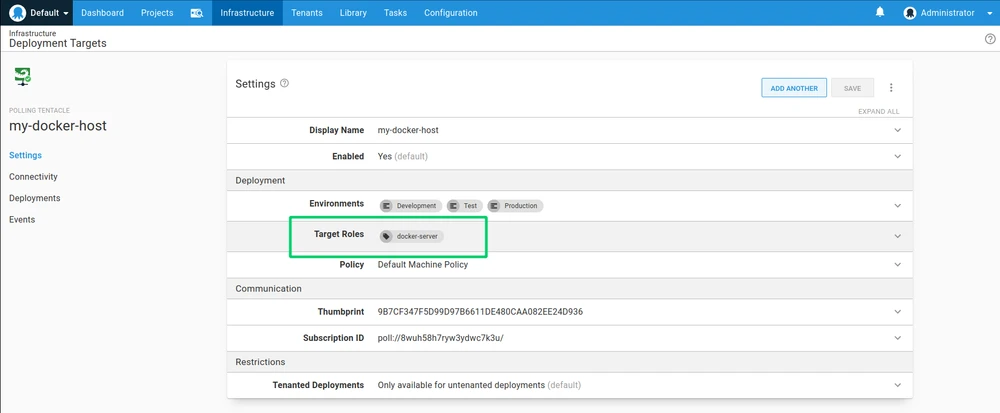 Default Dashboard Projects Infrastructure Tenants Library Tasks Configuration Administrator
Infrastructure
Deployment Targets
POLLING TENTACLE
my-docker-host
Settings
Connectivity
Deployments
Events
Settings
ADD ANOTHER SAVE
EXPAND ALL
Display Name my-docker-host
Enabled Yes (default)
Deployment
Environments Development Test Production
Target Roles docker-server
Policy Default Machine Policy
Communication
Thumbprint 9B7CF347F5D99D97B6611DE480CAA082EE24D936
Subscription ID poll://8wuh58h7ryw3ydwc7k3u/
Restrictions
Tenanted Deployments Only available for untenanted deployments (default)